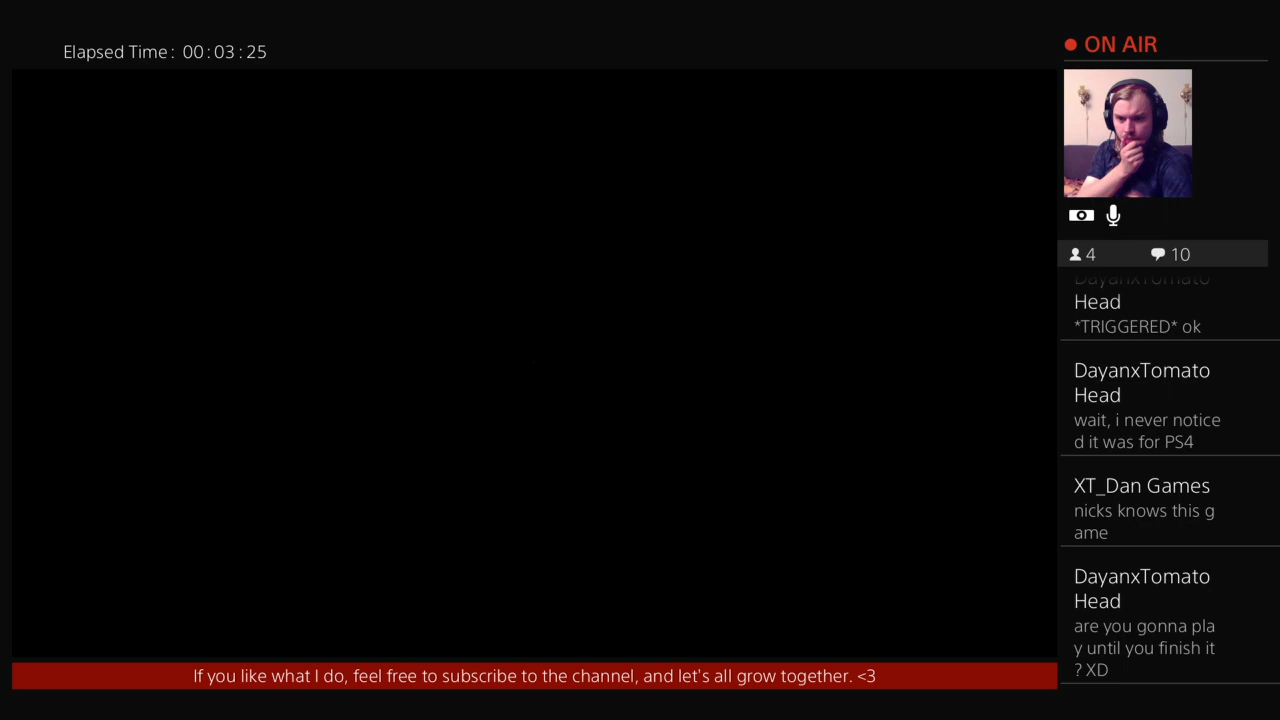 Elapsed Time: 00:03:25
ON AIR
4
10
DayanxTomato
Head
*TRIGGERED* ok
DayanxTomato
Head
wait, i never notice
d it was for PS4
XT_Dan Games
nicks knows this g
ame
DayanxTomato
Head
are you gonna pla
y until you finish it
? XD
If you like what I do, feel free to subscribe to the channel, and let's all grow together. <3